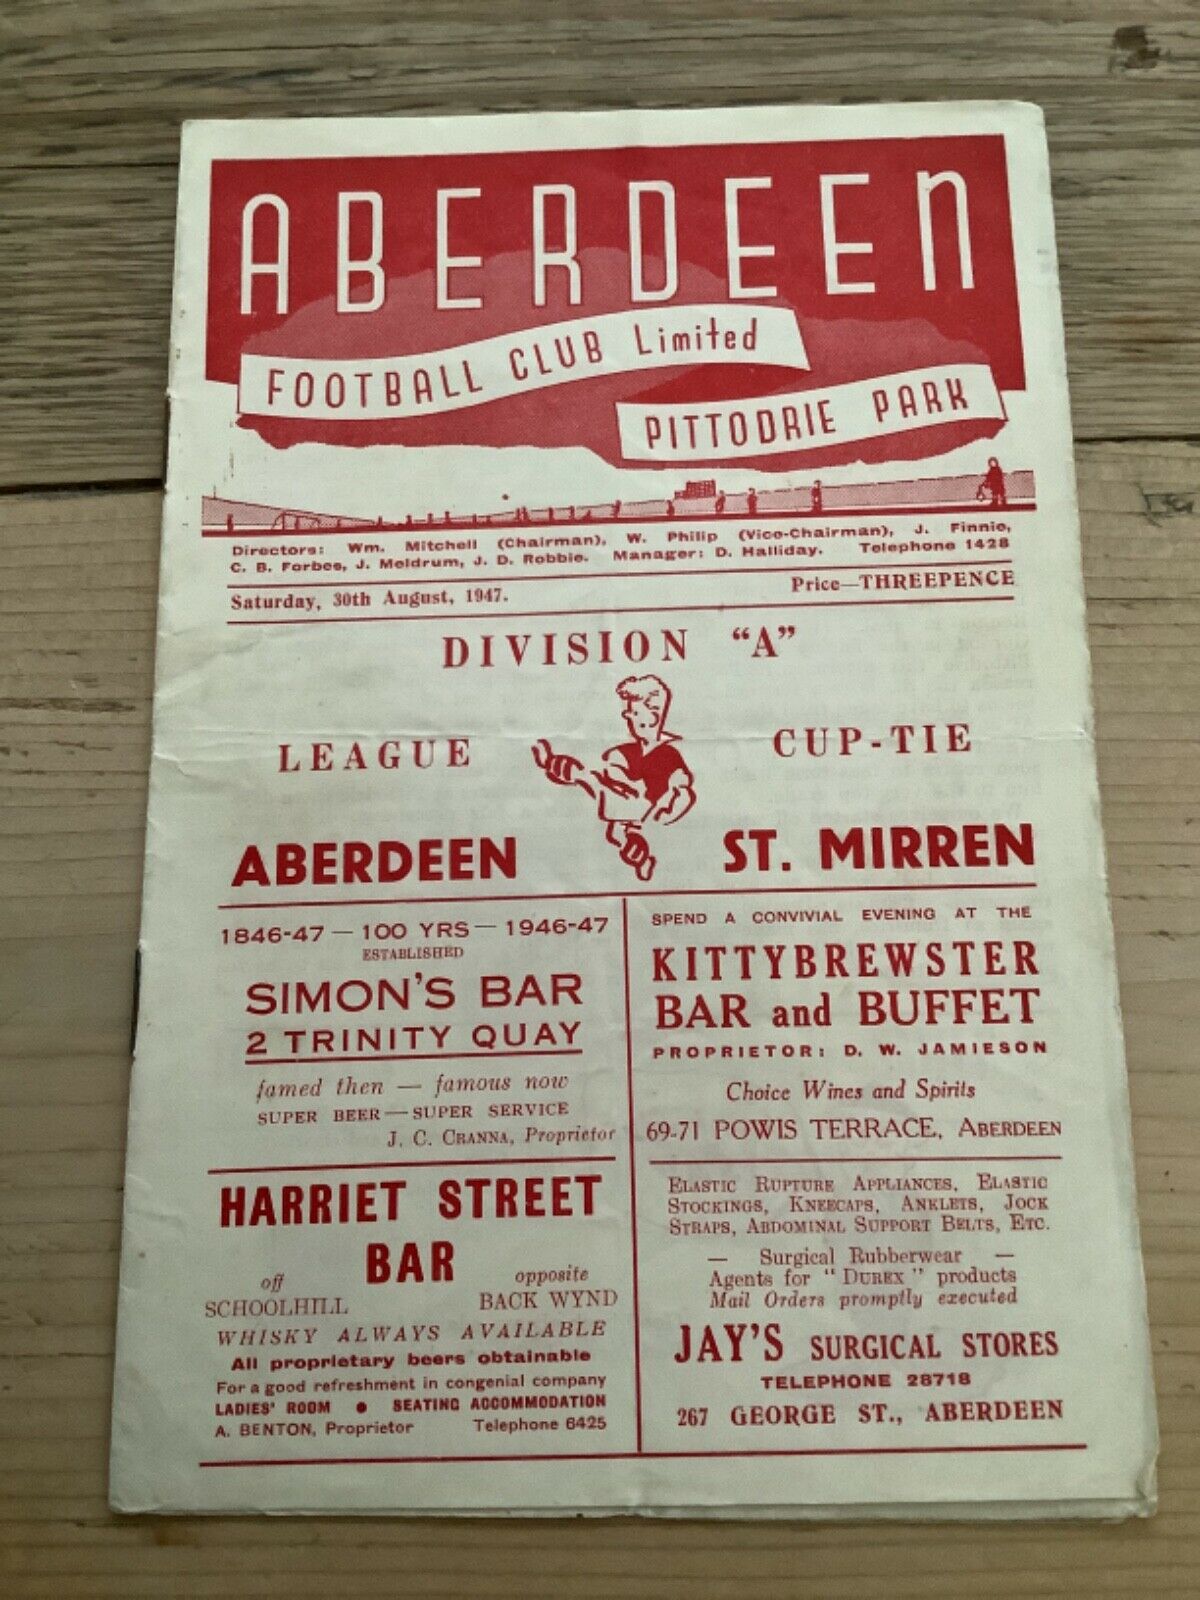 ABERDEEN
FOOTBALL CLUB Limited
PITTODRIE PARK
Directors: Wm. Mitchell (Chairman), W. Philip (Vice-Chairman), J. Finnie,
C. B. Forbes, J. Meldrum, J. D. Robbie. Manager: D. Halliday. Telephone 1428
Saturday, 30th August, 1947. Price—THREEPENCE
DIVISION "A"
LEAGUE CUP-TIE
ABERDEEN ST. MIRREN
1846-47 — 100 YRS — 1946-47
ESTABLISHED
SIMON'S BAR
2 TRINITY QUAY
famed then — famous now
SUPER BEER — SUPER SERVICE
J. C. CRANNA, Proprietor
HARRIET STREET
BAR
off opposite
SCHOOLHILL BACK WYND
WHISKY ALWAYS AVAILABLE
All proprietary beers obtainable
For a good refreshment in congenial company
LADIES' ROOM ● SEATING ACCOMMODATION
A. BENTON, Proprietor Telephone 6425
SPEND A CONVIVIAL EVENING AT THE
KITTYBREWSTER
BAR and BUFFET
PROPRIETOR: D. W. JAMIESON
Choice Wines and Spirits
69-71 POWIS TERRACE, ABERDEEN
ELASTIC RUPTURE APPLIANCES, ELASTIC
STOCKINGS, KNEECAPS, ANKLETS, JOCK
STRAPS, ABDOMINAL SUPPORT BELTS, ETC.
— Surgical Rubberwear —
Agents for "DUREX" products
Mail Orders promptly executed
JAY'S SURGICAL STORES
TELEPHONE 28718
267 GEORGE ST., ABERDEEN